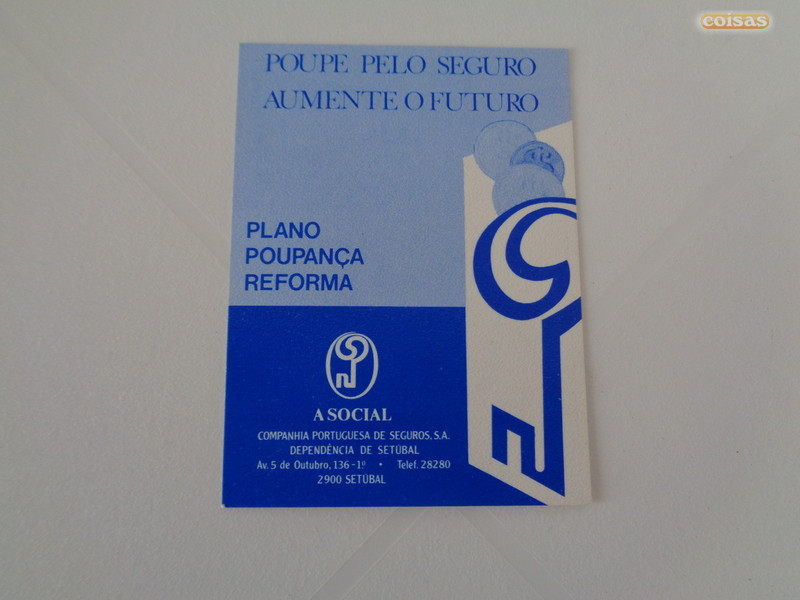 coisas
POUPE PELO SEGURO
AUMENTE O FUTURO
PLANO
POUPANÇA
REFORMA
A SOCIAL
COMPANHIA PORTUGUESA DE SEGUROS, S.A.
DEPENDÊNCIA DE SETÚBAL
Av. 5 de Outubro, 136-1º • Telef. 28280
2900 SETÚBAL